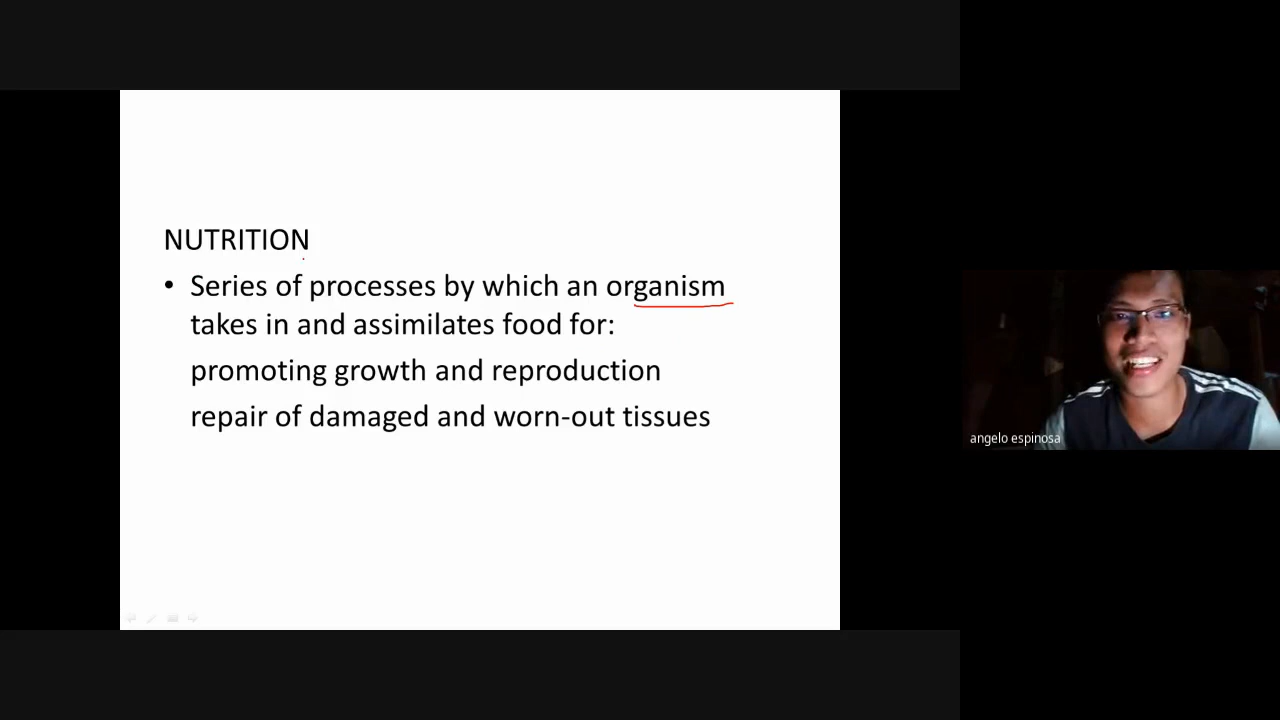 NUTRITION
• Series of processes by which an organism
takes in and assimilates food for:
promoting growth and reproduction
repair of damaged and worn-out tissues
angelo espinosa